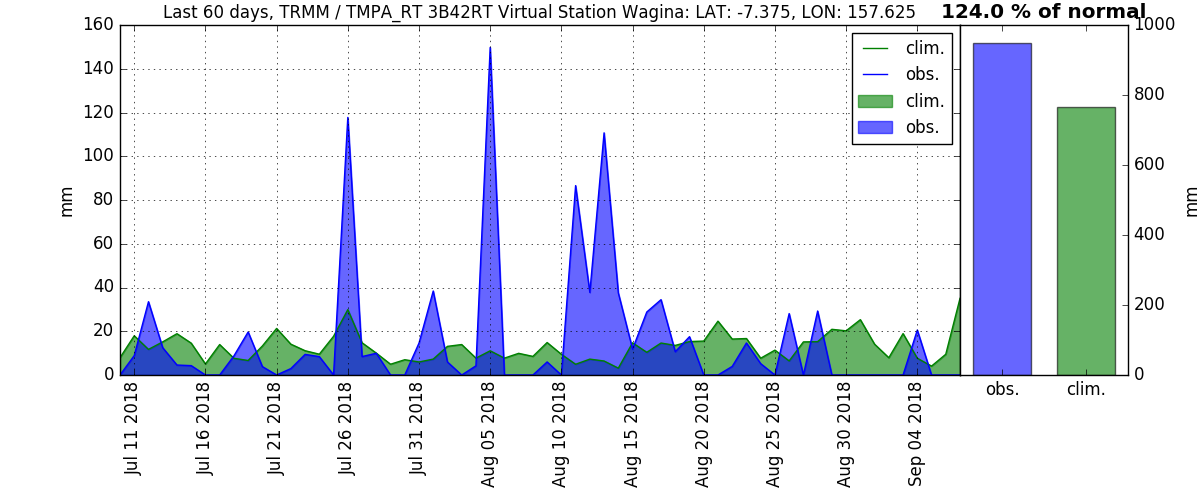 Last 60 days, TRMM / TMPA_RT 3B42RT Virtual Station Wagina: LAT: -7.375, LON: 157.625
124.0 % of normal
160
140
120
100
80
60
40
20
0
mm
clim.
obs.
clim.
obs.
Jul 11 2018
Jul 16 2018
Jul 21 2018
Jul 26 2018
Jul 31 2018
Aug 05 2018
Aug 10 2018
Aug 15 2018
Aug 20 2018
Aug 25 2018
Aug 30 2018
Sep 04 2018
1000
800
600
400
200
0
mm
obs.
clim.